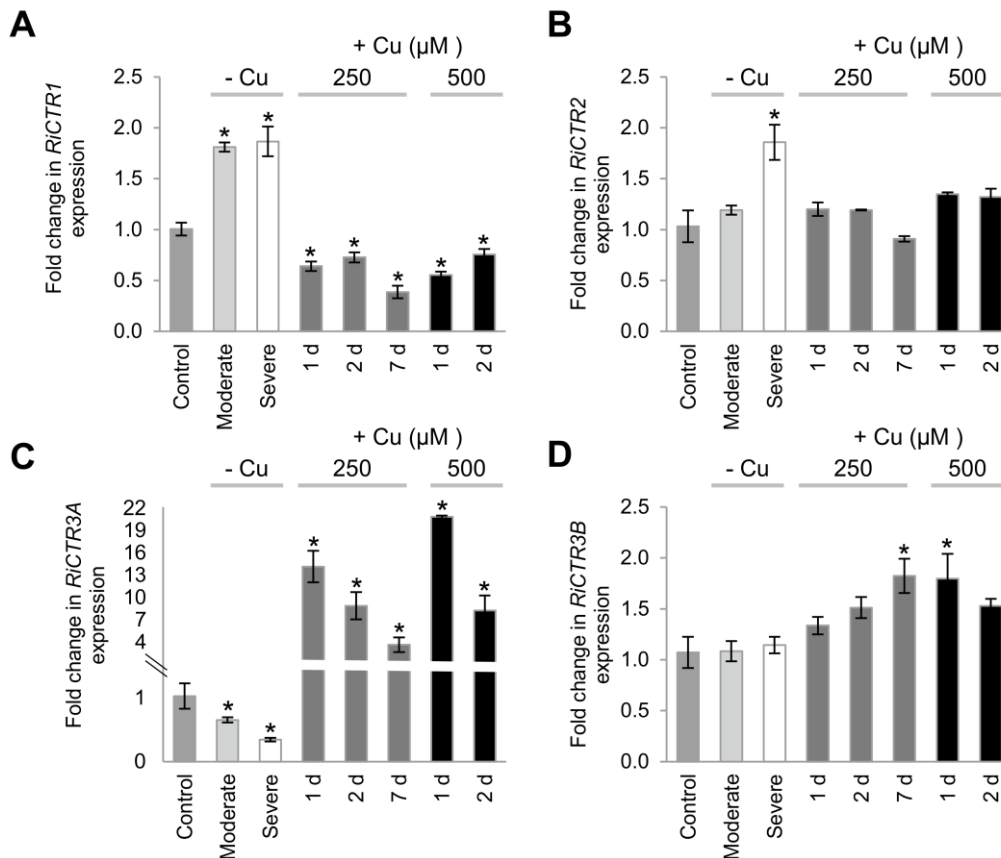 A
+ Cu (µM )
- Cu
250
500
Fold change in RiCTR1
expression
2.5
2.0
1.5
1.0
0.5
0.0
*
*
*
*
*
*
*
Control
Moderate
Severe
1 d
2 d
7 d
1 d
2 d
B
+ Cu (µM )
- Cu
250
500
Fold change in RiCTR2
expression
2.5
2.0
1.5
1.0
0.5
0.0
*
Control
Moderate
Severe
1 d
2 d
7 d
1 d
2 d
C
+ Cu (µM )
- Cu
250
500
Fold change in RiCTR3A
expression
22
19
16
13
10
7
4
1
0
*
*
*
*
*
*
*
Control
Moderate
Severe
1 d
2 d
7 d
1 d
2 d
D
+ Cu (µM )
- Cu
250
500
Fold change in RiCTR3B
expression
2.5
2.0
1.5
1.0
0.5
0.0
*
*
Control
Moderate
Severe
1 d
2 d
7 d
1 d
2 d